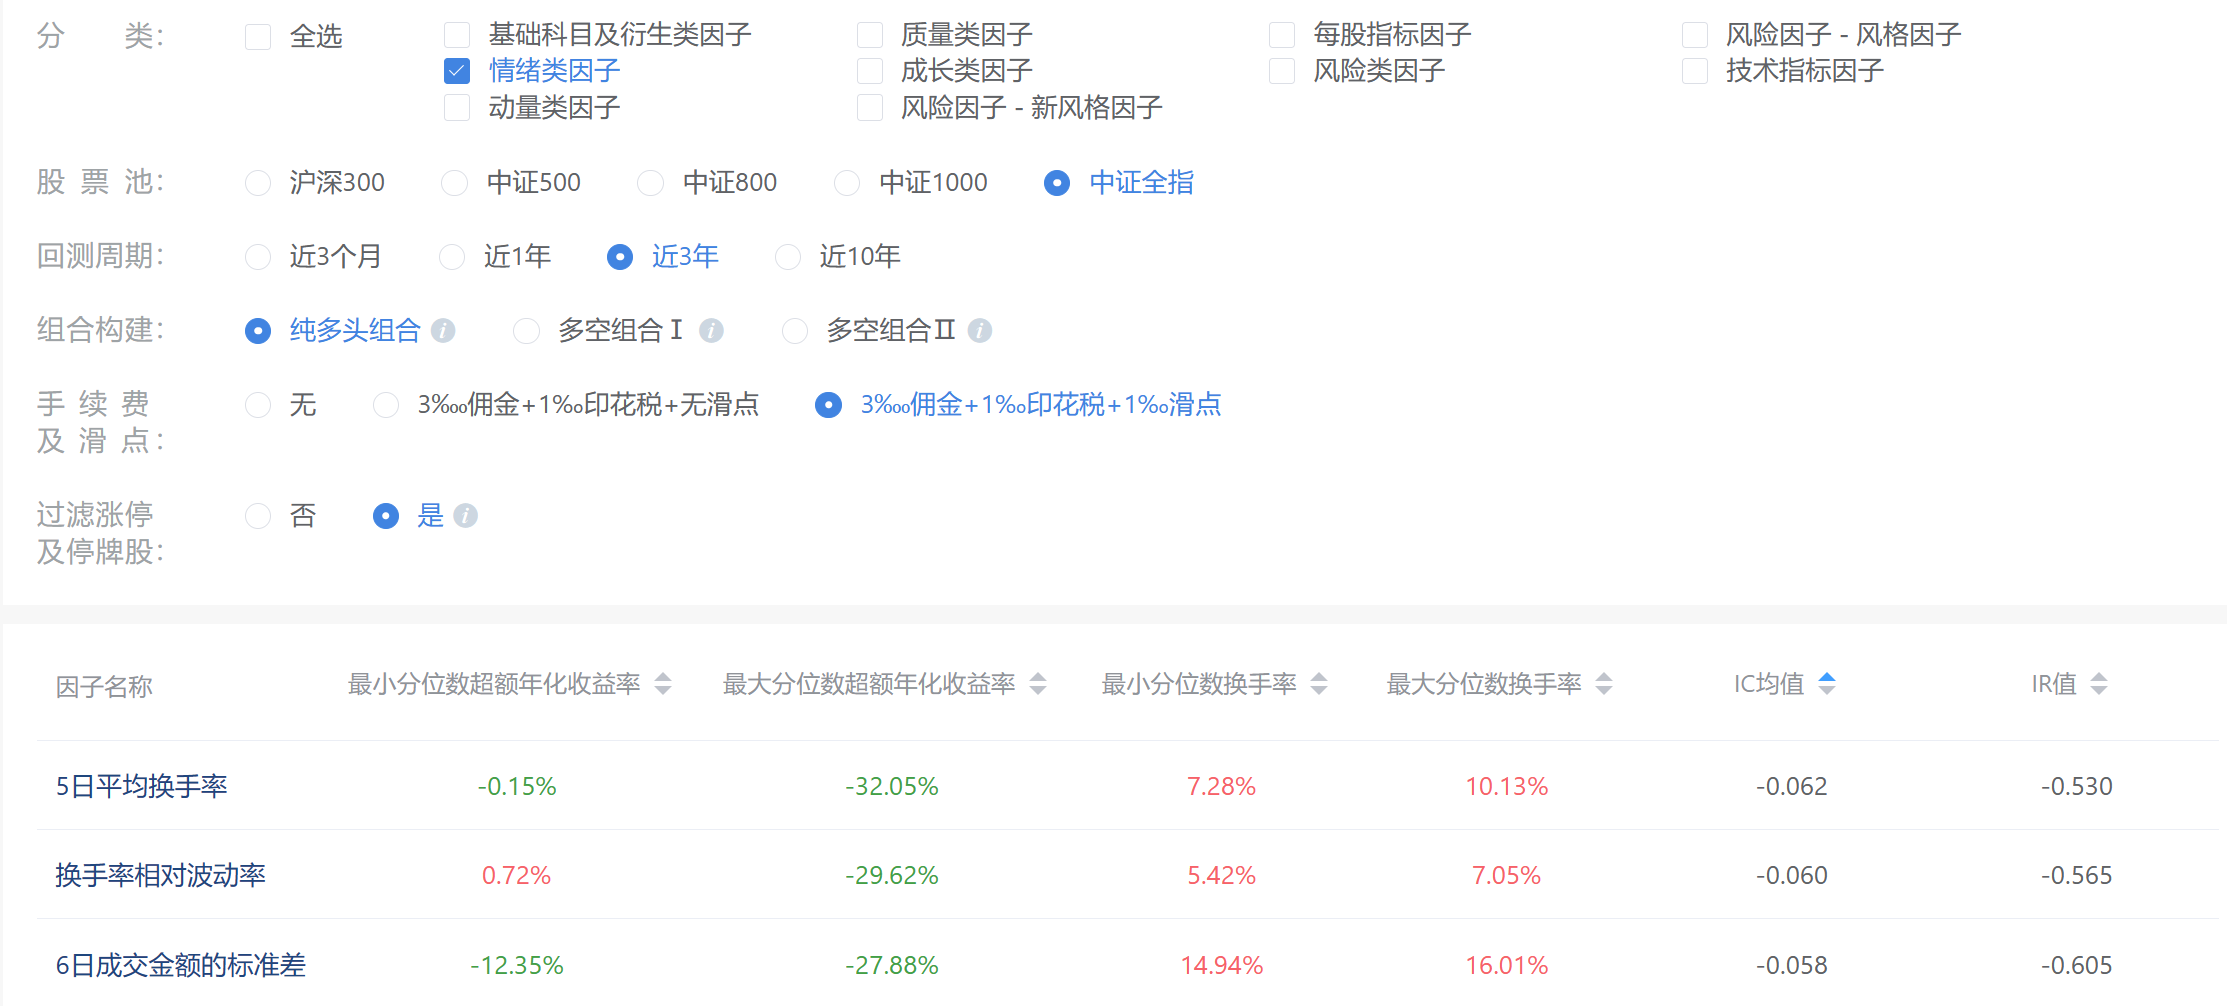 分 类： 全选 基础科目及衍生类因子 质量类因子 每股指标因子 风险因子 - 风格因子
情绪类因子 成长类因子 风险类因子 技术指标因子
动量类因子 风险因子 - 新风格因子
股 票 池： 沪深300 中证500 中证800 中证1000 中证全指
回测周期： 近3个月 近1年 近3年 近10年
组合构建： 纯多头组合 i 多空组合Ⅰ i 多空组合Ⅱ i
手 续 费
及 滑 点： 无 3‱佣金+1‰印花税+无滑点 3‱佣金+1‰印花税+1‰滑点
过滤涨停
及停牌股： 否 是 i
因子名称 最小分位数超额年化收益率 最大分位数超额年化收益率 最小分位数换手率 最大分位数换手率 IC均值 IR值
5日平均换手率 -0.15% -32.05% 7.28% 10.13% -0.062 -0.530
换手率相对波动率 0.72% -29.62% 5.42% 7.05% -0.060 -0.565
6日成交金额的标准差 -12.35% -27.88% 14.94% 16.01% -0.058 -0.605